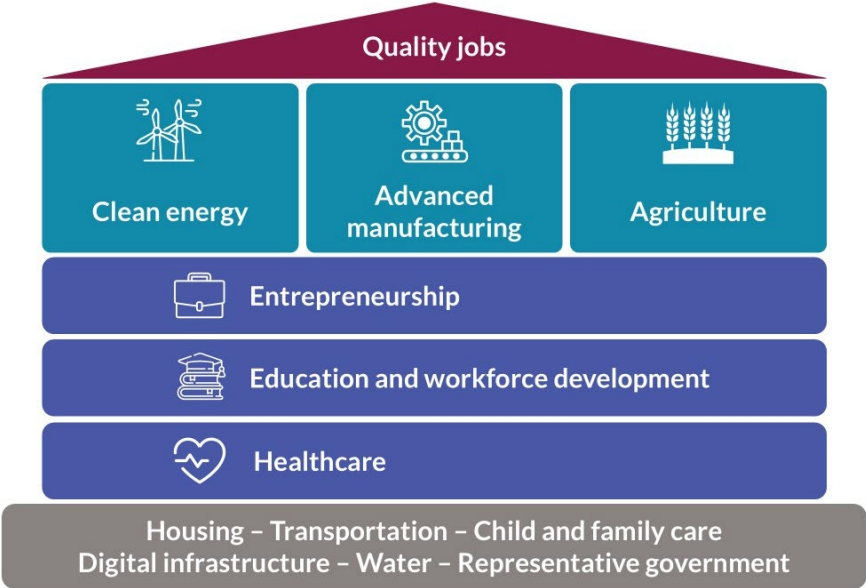 Quality jobs
Clean energy
Advanced
manufacturing
Agriculture
Entrepreneurship
Education and workforce development
Healthcare
Housing – Transportation – Child and family care
Digital infrastructure – Water – Representative government